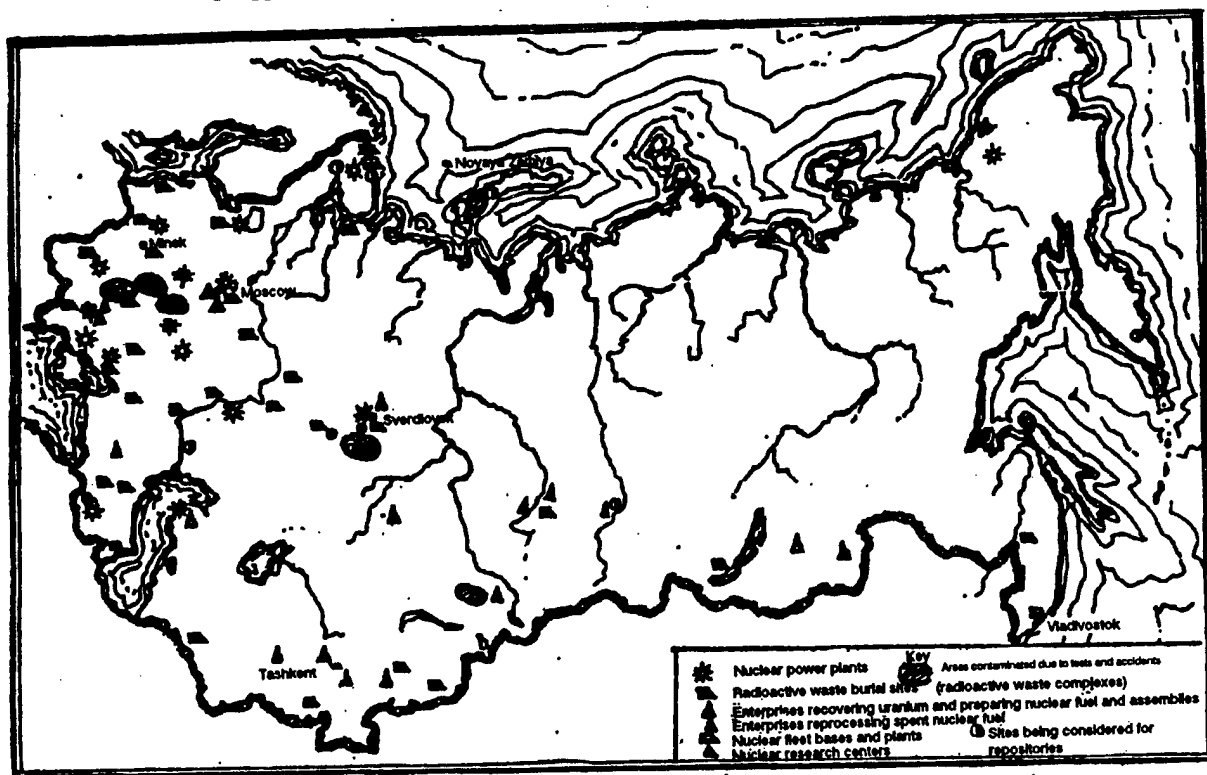 Novaya
Minsk
Moscow
Sverdlovsk
Tashkent
Vladivostok
Key
Nuclear power plants
Areas contaminated due to tests and accidents
Radioactive waste burial sites (radioactive waste complexes)
Enterprises recovering uranium and preparing nuclear fuel and assemblies
Enterprises reprocessing spent nuclear fuel
Nuclear fleet bases and plants
Sites being considered for
repositories
Nuclear research centers